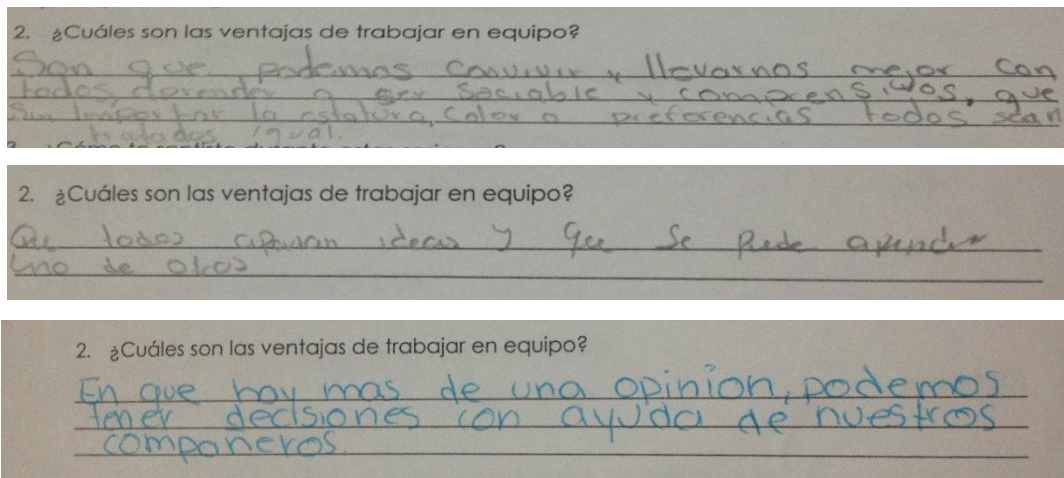 2. ¿Cuáles son las ventajas de trabajar en equipo?
Son que podemos convivir y llevarnos mejor con
todos, a ser sociable y comprensivos, que
sin importar la estatura, color o preferencias todos sean
tratados igual.
2. ¿Cuáles son las ventajas de trabajar en equipo?
Que todos ideas y que se puede aprender
uno de otros
2. ¿Cuáles son las ventajas de trabajar en equipo?
En que hay mas de una opinion, podemos
tener decisiones con ayuda de nuestros
compañeros.